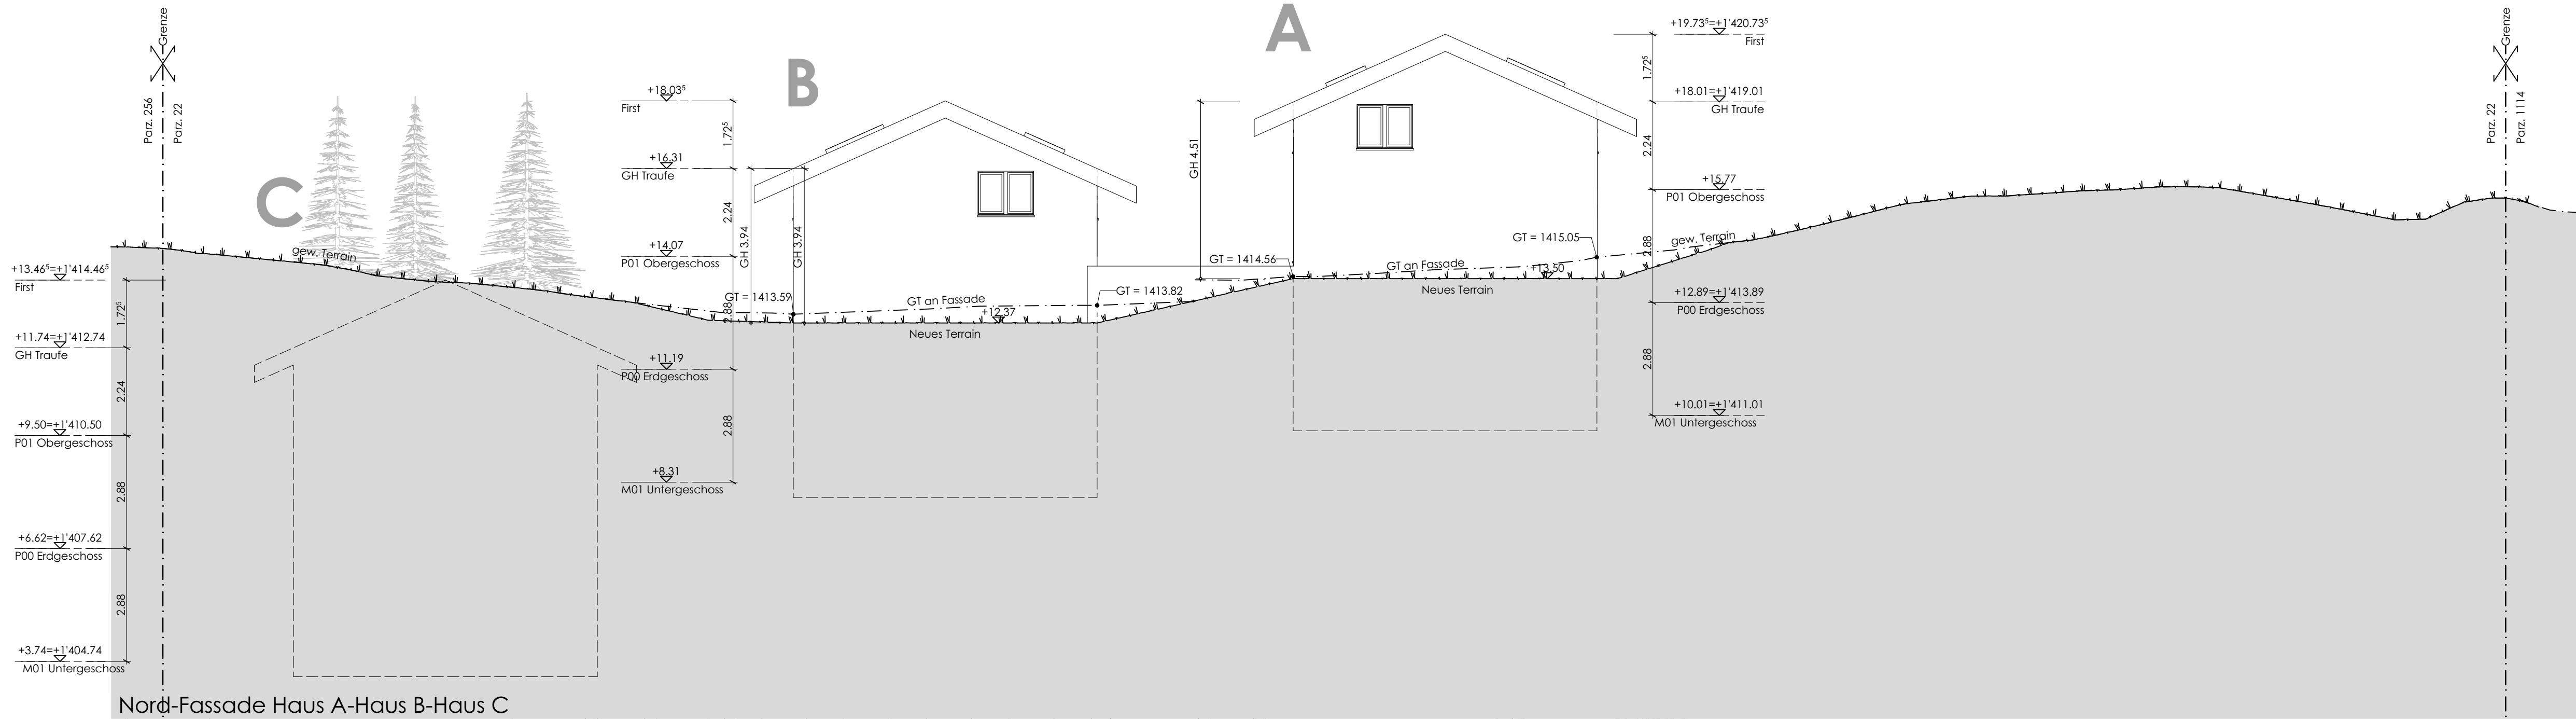 Grenze
Parz. 256
Parz. 22
C
gew. Terrain
+13.46⁵=+1'414.46⁵
First
1.72⁵
+11.74=+1'412.74
GH Traufe
2.24
+9.50=+1'410.50
P01 Obergeschoss
2.88
+6.62=+1'407.62
P00 Erdgeschoss
2.88
+3.74=+1'404.74
M01 Untergeschoss
B
+18.03⁵
First
1.72⁵
+16.31
GH Traufe
2.24
GH 3.94
GH 3.94
+14.07
P01 Obergeschoss
2.88
GT = 1413.59
GT an Fassade
GT = 1413.82
+12.37
Neues Terrain
+11.19
P00 Erdgeschoss
2.88
+8.31
M01 Untergeschoss
A
GH 4.51
GT = 1414.56
GT an Fassade
GT = 1415.05
+13.50
Neues Terrain
gew. Terrain
+19.73⁵=+1'420.73⁵
First
1.72⁵
+18.01=+1'419.01
GH Traufe
2.24
+15.77
P01 Obergeschoss
2.88
+12.89=+1'413.89
P00 Erdgeschoss
2.88
+10.01=+1'411.01
M01 Untergeschoss
Grenze
Parz. 22
Parz. 1114
Nord-Fassade Haus A-Haus B-Haus C